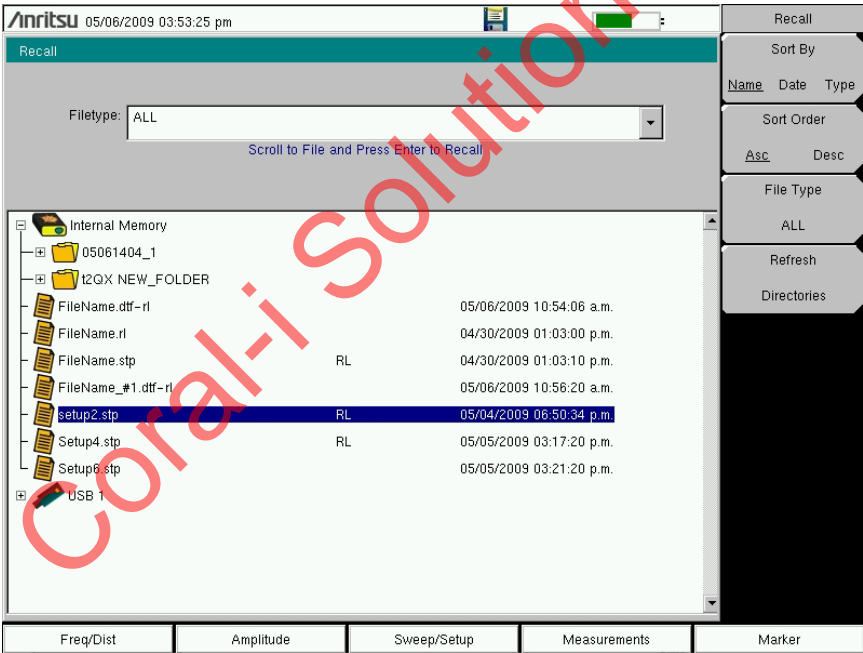 Anritsu 05/06/2009 03:53:25 pm
Recall
Recall
Sort By
Name Date Type
Filetype: ALL
Sort Order
Asc Desc
Scroll to File and Press Enter to Recall
File Type
ALL
Refresh
Directories
Internal Memory
05061404_1
t2QX NEW_FOLDER
FileName.dtf-rl 05/06/2009 10:54:06 a.m.
FileName.rl 04/30/2009 01:03:00 p.m.
FileName.stp RL 04/30/2009 01:03:10 p.m.
FileName_#1.dtf-rl 05/06/2009 10:56:20 a.m.
setup2.stp RL 05/04/2009 06:50:34 p.m.
Setup4.stp RL 05/05/2009 03:17:20 p.m.
Setup6.stp 05/05/2009 03:21:20 p.m.
USB 1
Freq/Dist Amplitude Sweep/Setup Measurements Marker
Coral-i Solution